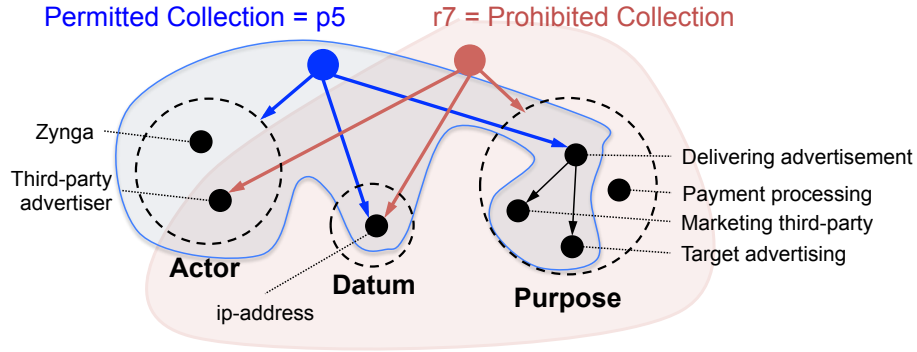 Permitted Collection = p5
r7 = Prohibited Collection
Zynga
Third-party
advertiser
Actor
ip-address
Datum
Purpose
Delivering advertisement
Payment processing
Marketing third-party
Target advertising